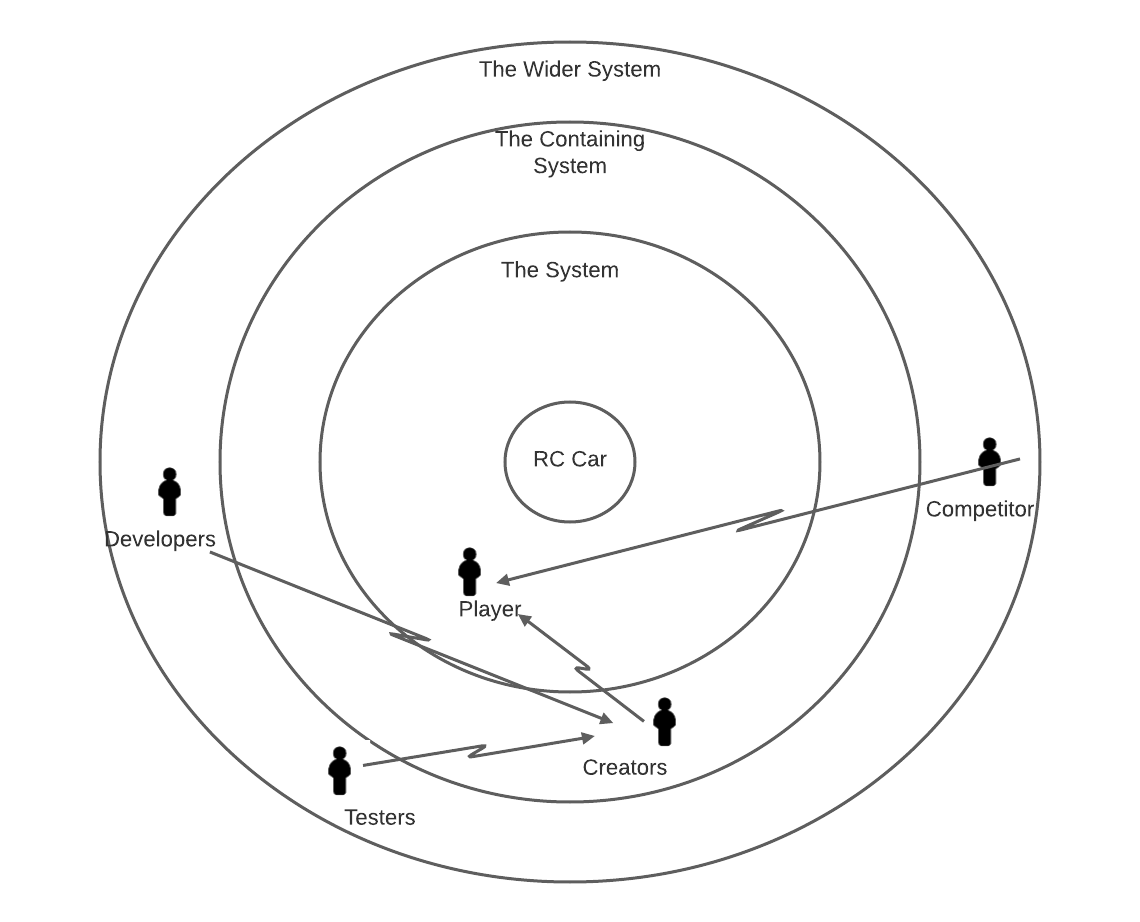 The Wider System
The Containing
System
The System
RC Car
Competitor
Developers
Player
Creators
Testers